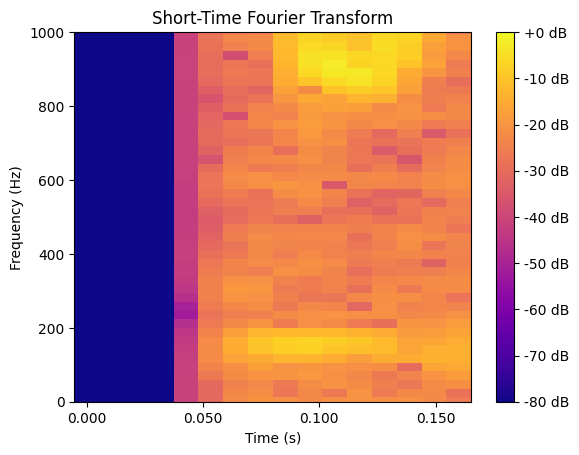 Short-Time Fourier Transform
1000
800
600
400
200
0
Frequency (Hz)
0.000
0.050
0.100
0.150
Time (s)
+0 dB
-10 dB
-20 dB
-30 dB
-40 dB
-50 dB
-60 dB
-70 dB
-80 dB